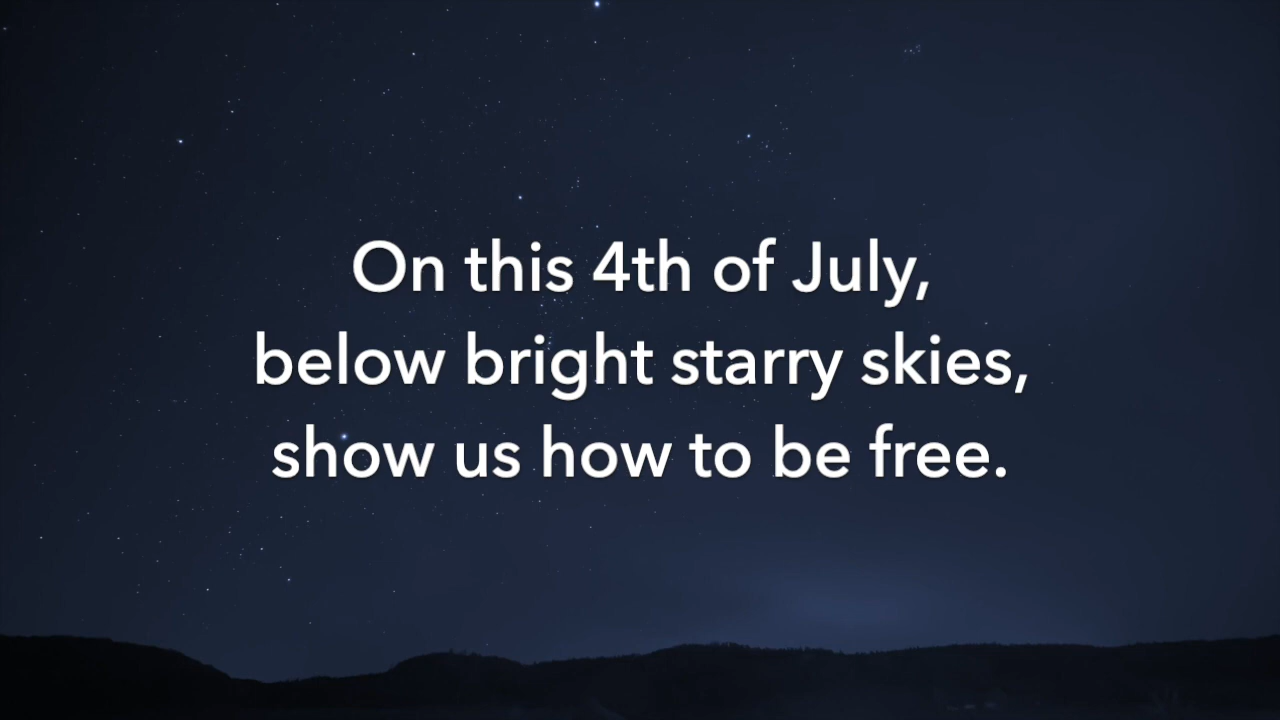 On this 4th of July,
below bright starry skies,
show us how to be free.